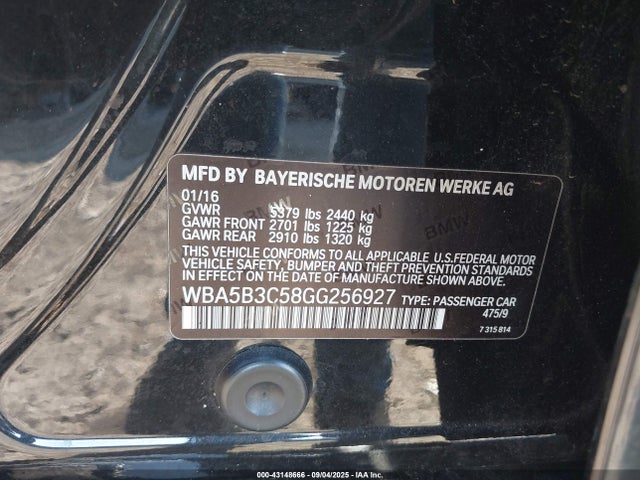 MFD BY BAYERISCHE MOTOREN WERKE AG
01/16
GVWR 5379 lbs 2440 kg
GAWR FRONT 2701 lbs 1225 kg
GAWR REAR 2910 lbs 1320 kg
THIS VEHICLE CONFORMS TO ALL APPLICABLE U.S.FEDERAL MOTOR
VEHICLE SAFETY, BUMPER AND THEFT PREVENTION STANDARDS IN
EFFECT ON THE DATE OF MANUFACTURE SHOWN ABOVE.
WBA5B3C58GG256927 TYPE: PASSENGER CAR
475/9
7 315 814
000-43148666 - 09/04/2025 - IAA Inc.